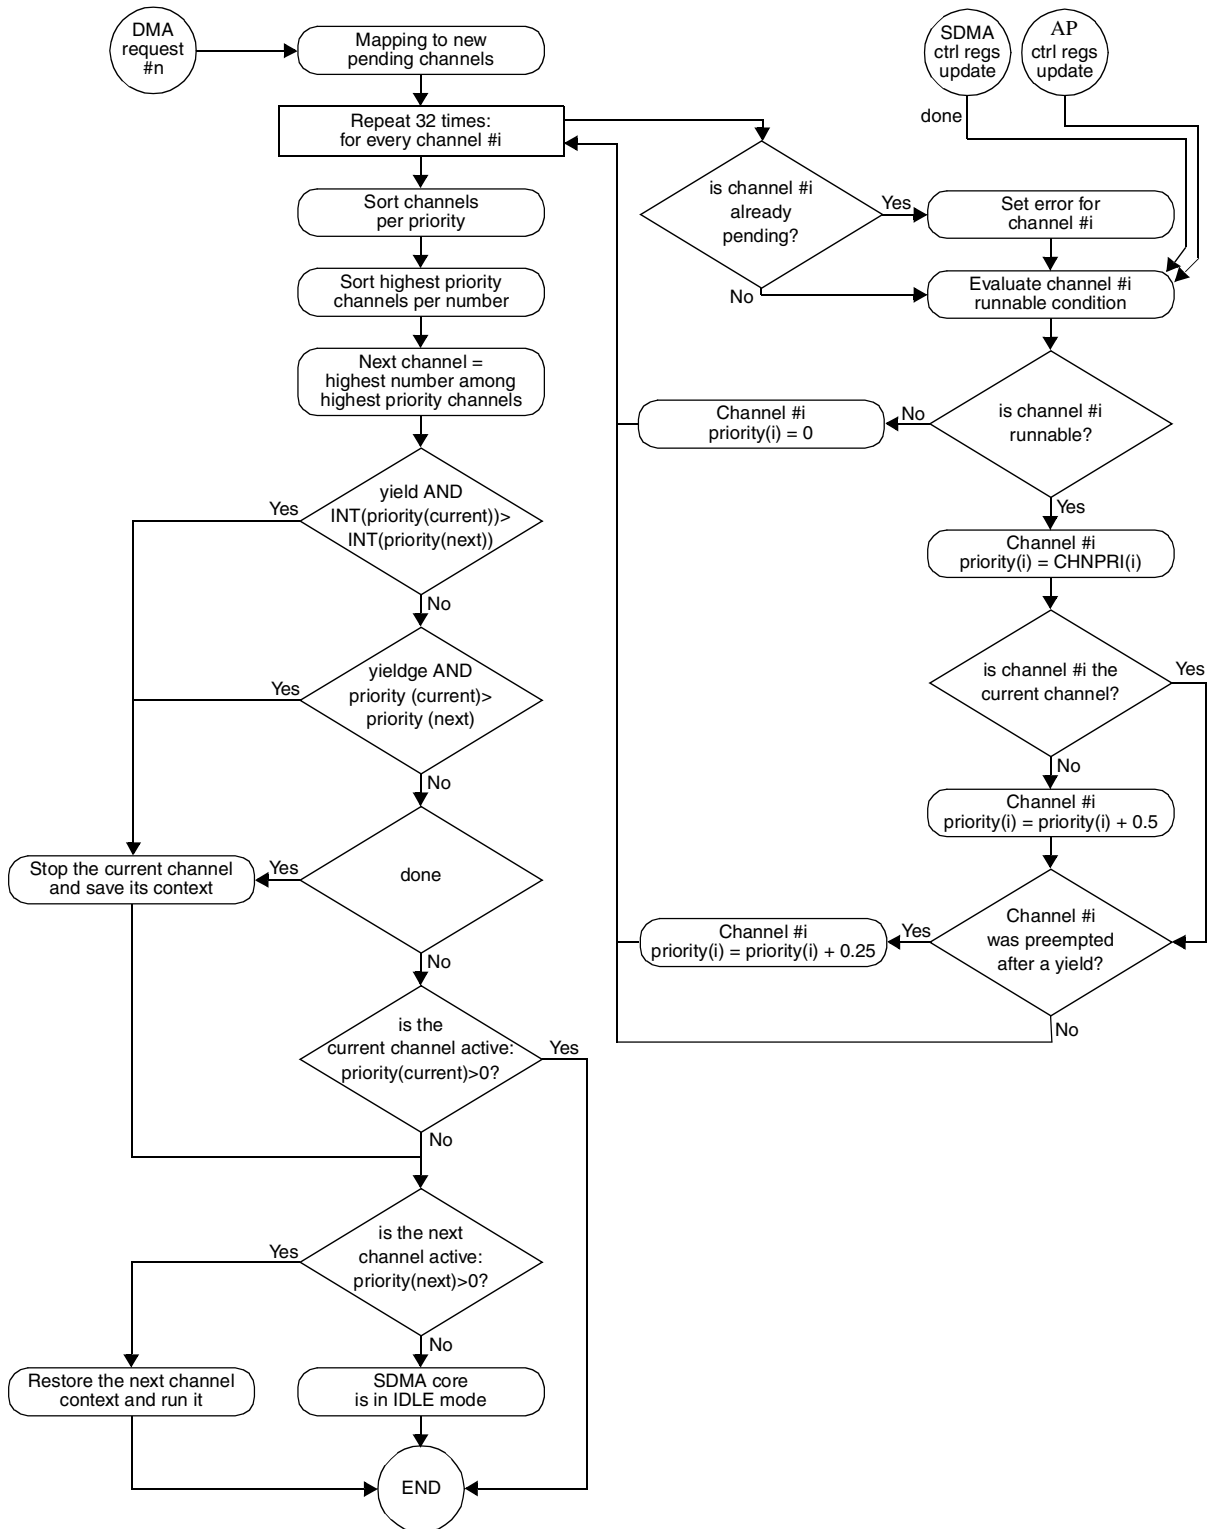 DMA
request
#n
Mapping to new
pending channels
Repeat 32 times:
for every channel #i
Sort channels
per priority
Sort highest priority
channels per number
Next channel =
highest number among
highest priority channels
yield AND
INT(priority(current))>
INT(priority(next))
Yes
No
yieldge AND
priority (current)>
priority (next)
Yes
No
done
Yes
No
Stop the current channel
and save its context
is the
current channel active:
priority(current)>0?
Yes
No
is the next
channel active:
priority(next)>0?
Yes
No
Restore the next channel
context and run it
SDMA core
is in IDLE mode
END
SDMA
ctrl regs
update
AP
ctrl regs
update
done
is channel #i
already
pending?
Yes
No
Set error for
channel #i
Evaluate channel #i
runnable condition
is channel #i
runnable?
No
Yes
Channel #i
priority(i) = 0
Channel #i
priority(i) = CHNPRI(i)
is channel #i the
current channel?
Yes
No
Channel #i
priority(i) = priority(i) + 0.5
Channel #i
was preempted
after a yield?
Yes
No
Channel #i
priority(i) = priority(i) + 0.25